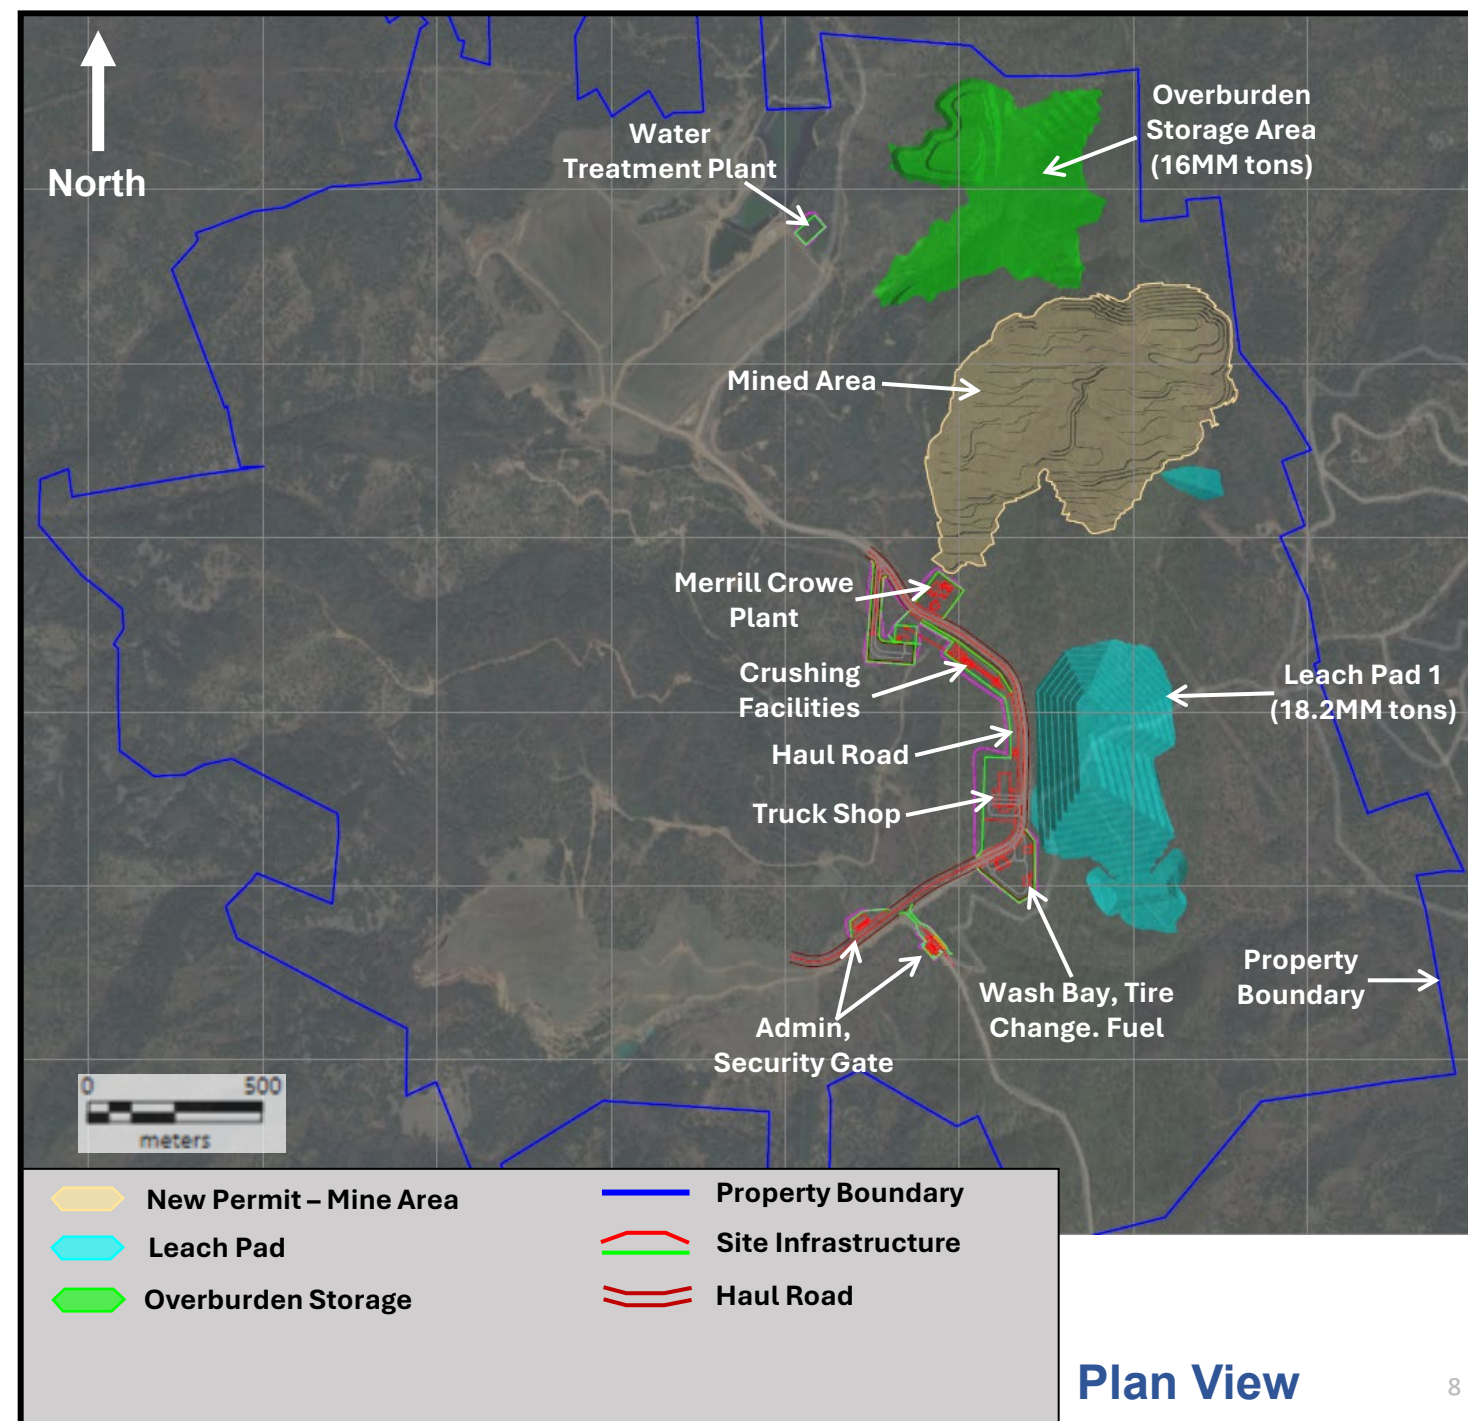 North
Water
Treatment Plant
Overburden
Storage Area
(16MM tons)
Mined Area
Merrill Crowe
Plant
Crushing
Facilities
Leach Pad 1
(18.2MM tons)
Haul Road
Truck Shop
Property
Boundary
Wash Bay, Tire
Change. Fuel
Admin,
Security Gate
0 500
meters
New Permit – Mine Area
Leach Pad
Overburden Storage
Property Boundary
Site Infrastructure
Haul Road
Plan View
8